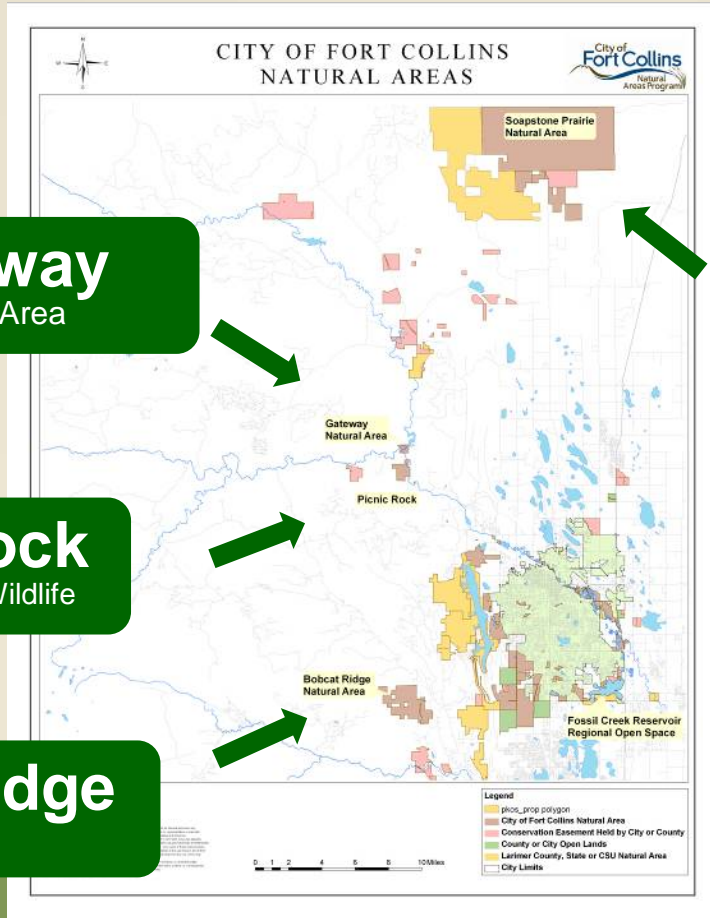 CITY OF FORT COLLINS
NATURAL AREAS
City of
Fort Collins
Natural
Areas Program
N
W
E
S
Soapstone Prairie
Natural Area
way
Area
Gateway
Natural Area
Picnic Rock
ock
Wildlife
Bobcat Ridge
Natural Area
Fossil Creek Reservoir
Regional Open Space
idge
0 1 2 4 6 8 10 Miles
Legend
pkos_prop polygon
City of Fort Collins Natural Area
Conservation Easement Held by City or County
County or City Open Lands
Larimer County, State or CSU Natural Area
City Limits